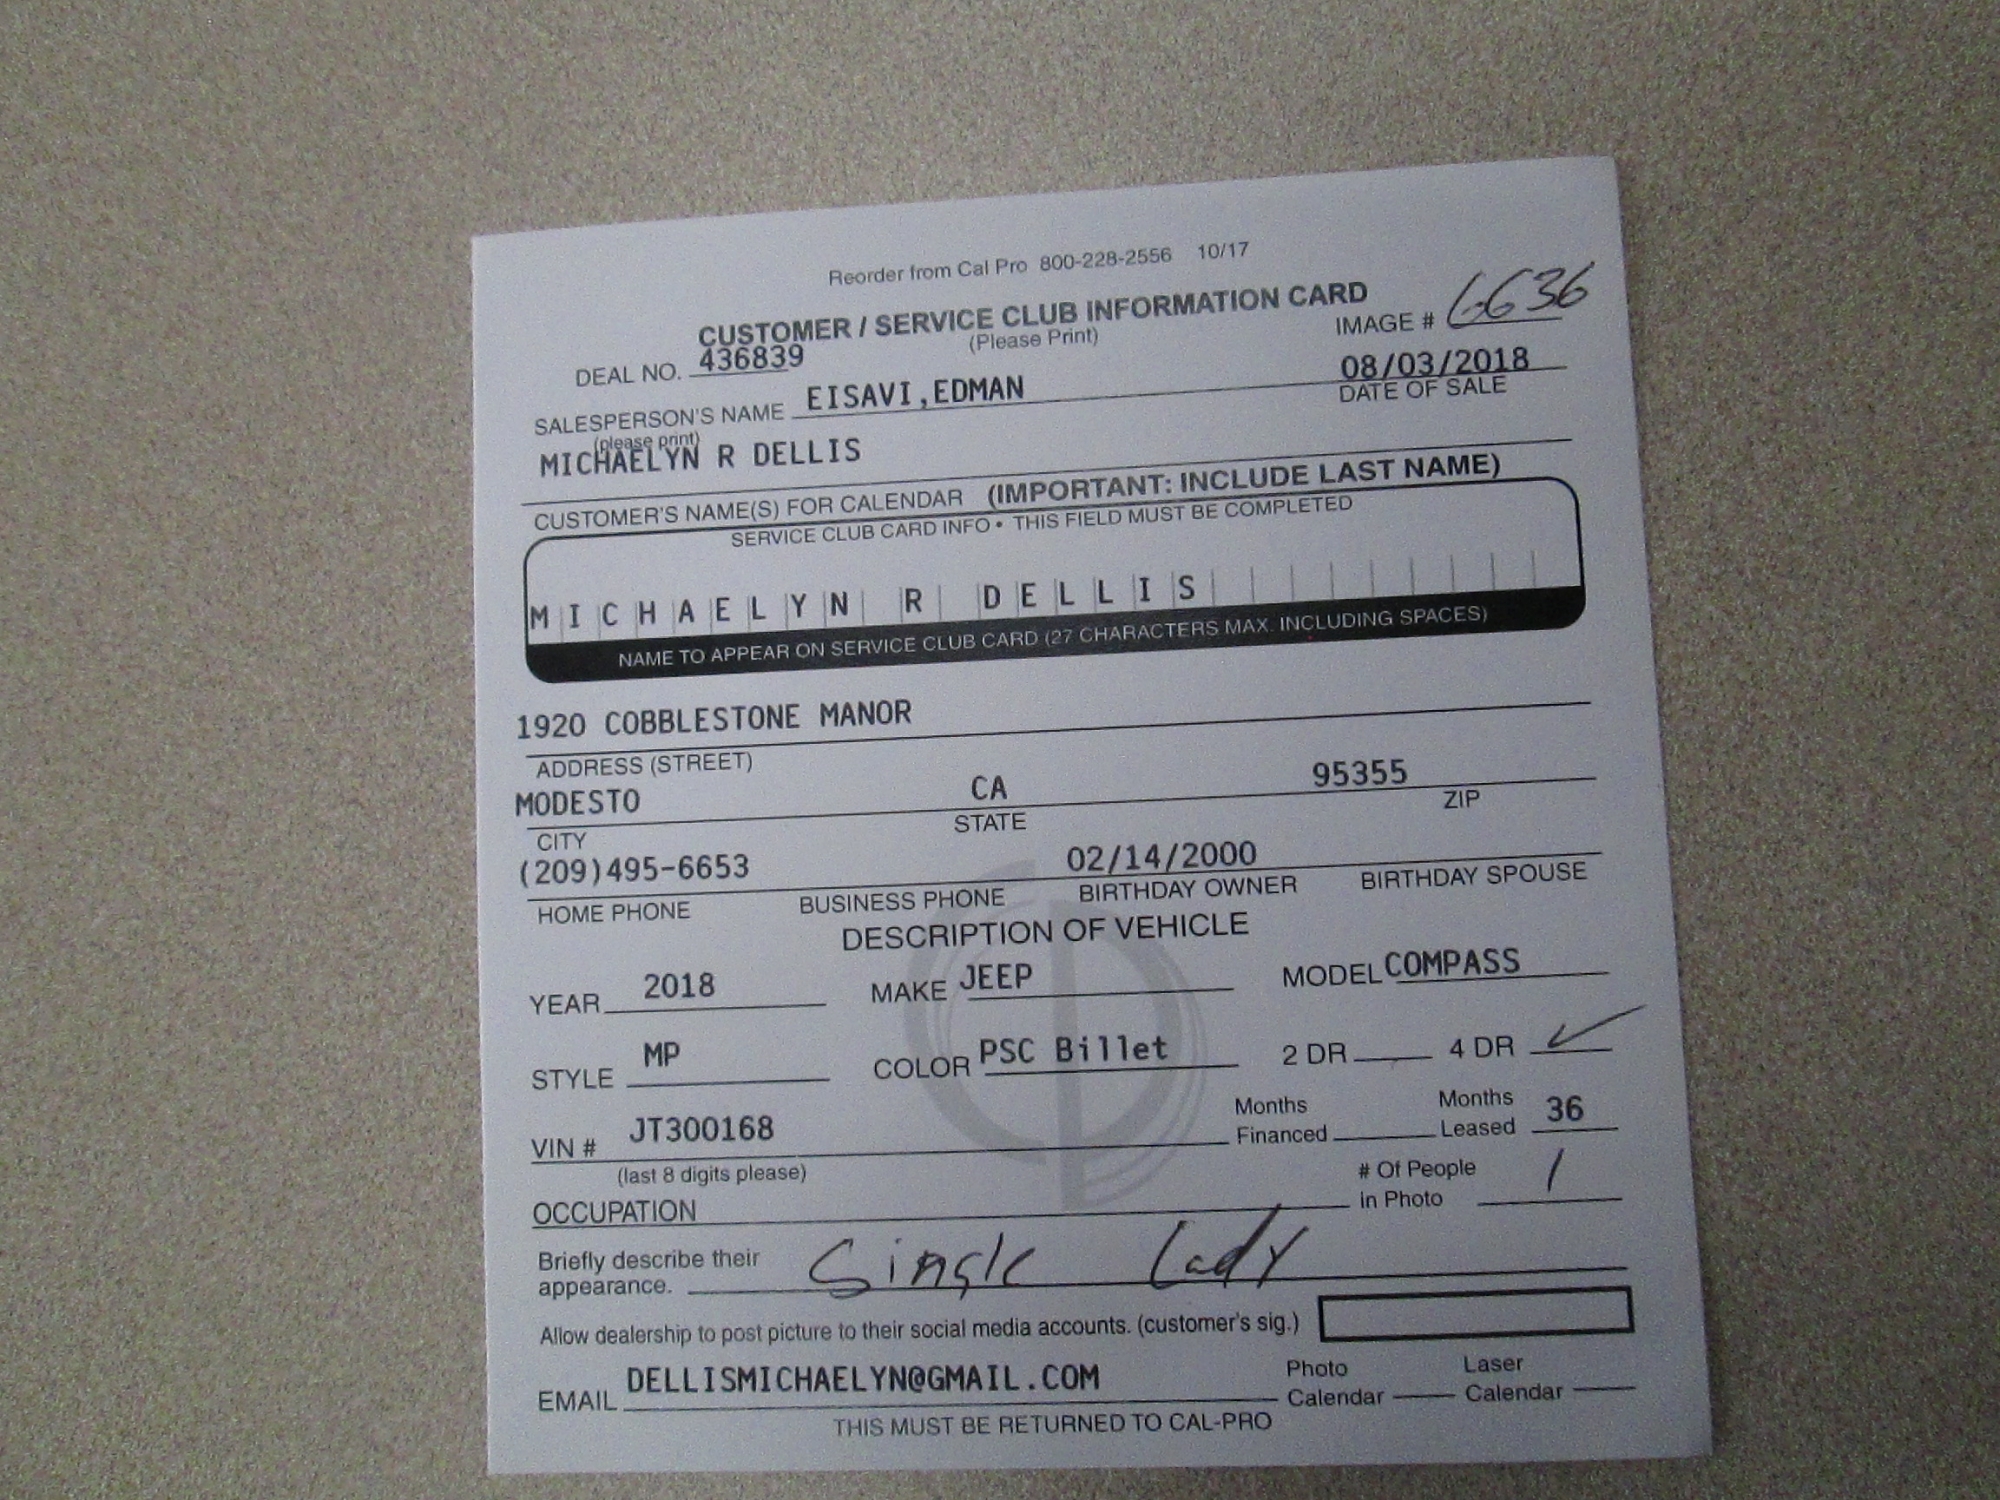 Reorder from Cal Pro 800-228-2556 10/17
CUSTOMER / SERVICE CLUB INFORMATION CARD
(Please Print)
IMAGE # 6636
DEAL NO. 436839
08/03/2018
DATE OF SALE
SALESPERSON'S NAME EISAVI,EDMAN
(please print)
MICHAELYN R DELLIS
CUSTOMER'S NAME(S) FOR CALENDAR (IMPORTANT: INCLUDE LAST NAME)
SERVICE CLUB CARD INFO • THIS FIELD MUST BE COMPLETED
MICHAELYN R DELLIS
NAME TO APPEAR ON SERVICE CLUB CARD (27 CHARACTERS MAX. INCLUDING SPACES)
1920 COBBLESTONE MANOR
ADDRESS (STREET)
MODESTO CA 95355
CITY STATE ZIP
(209)495-6653 02/14/2000
HOME PHONE BUSINESS PHONE BIRTHDAY OWNER BIRTHDAY SPOUSE
DESCRIPTION OF VEHICLE
YEAR 2018 MAKE JEEP MODEL COMPASS
STYLE MP COLOR PSC Billet 2 DR 4 DR ✓
VIN # JT300168 Months Financed Months Leased 36
(last 8 digits please)
OCCUPATION # Of People in Photo 1
Briefly describe their appearance. Single Lady
Allow dealership to post picture to their social media accounts. (customer's sig.)
EMAIL DELLISMICHAELYN@GMAIL.COM Photo Calendar Laser Calendar
THIS MUST BE RETURNED TO CAL-PRO